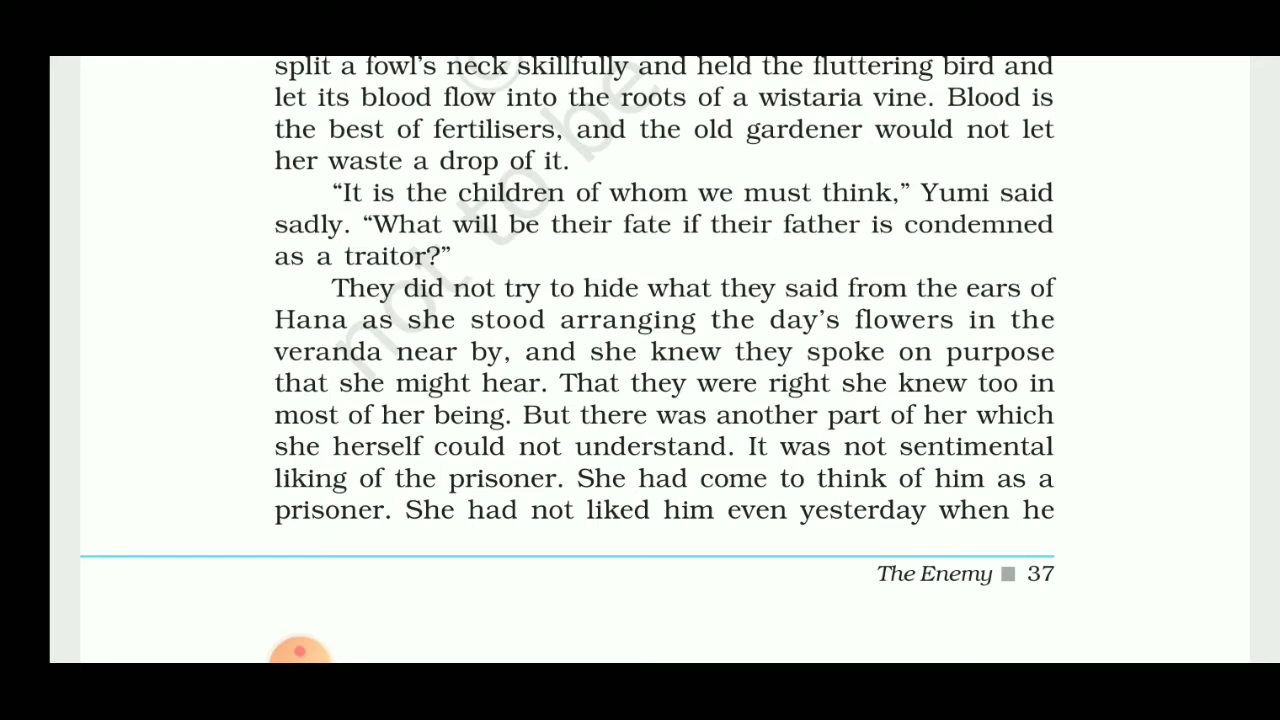 split a fowl's neck skillfully and held the fluttering bird and
let its blood flow into the roots of a wistaria vine. Blood is
the best of fertilisers, and the old gardener would not let
her waste a drop of it.
“It is the children of whom we must think,” Yumi said
sadly. “What will be their fate if their father is condemned
as a traitor?”
They did not try to hide what they said from the ears of
Hana as she stood arranging the day's flowers in the
veranda near by, and she knew they spoke on purpose
that she might hear. That they were right she knew too in
most of her being. But there was another part of her which
she herself could not understand. It was not sentimental
liking of the prisoner. She had come to think of him as a
prisoner. She had not liked him even yesterday when he
The Enemy ■ 37
©
not to be